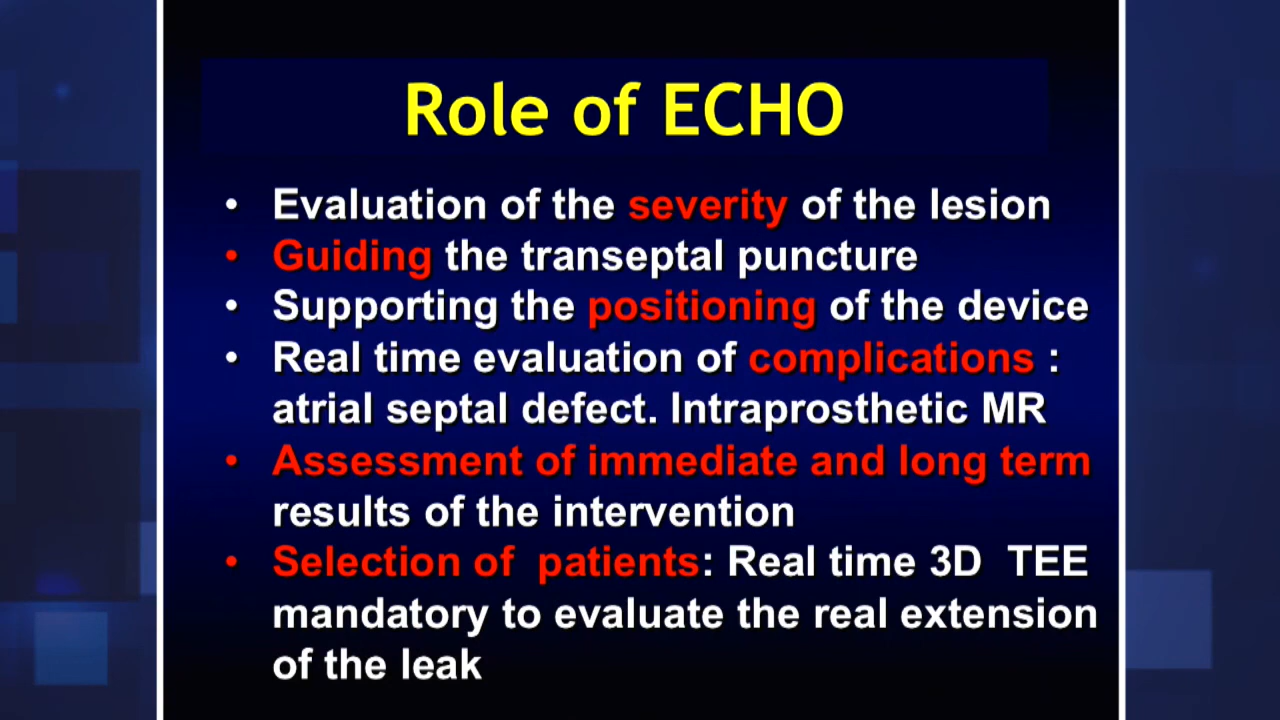 Role of ECHO
• Evaluation of the severity of the lesion
• Guiding the transeptal puncture
• Supporting the positioning of the device
• Real time evaluation of complications :
atrial septal defect. Intraprosthetic MR
• Assessment of immediate and long term
results of the intervention
• Selection of  patients: Real time 3D  TEE
mandatory to evaluate the real extension
of the leak